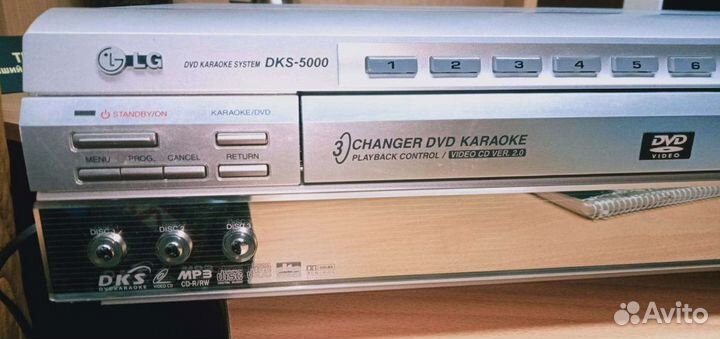 LG DVD KARAOKE SYSTEM DKS-5000
1 2 3 4 5 6
STANDBY/ON KARAOKE/DVD
MENU PROG. CANCEL RETURN
3 CHANGER DVD KARAOKE
PLAYBACK CONTROL / VIDEO CD VER. 2.0
DVD
VIDEO
DISC 1 DISC 2 DISC 3
DKS
DVD KARAOKE
VIDEO CD
MP3
CD-R/RW
Avito